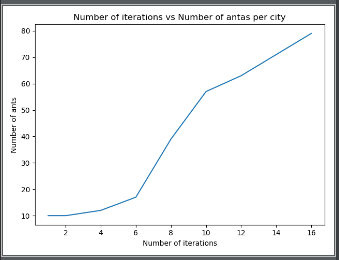 Number of iterations vs Number of antas per city
80
70
60
50
40
30
20
10
Number of ants
2 4 6 8 10 12 14 16
Number of iterations